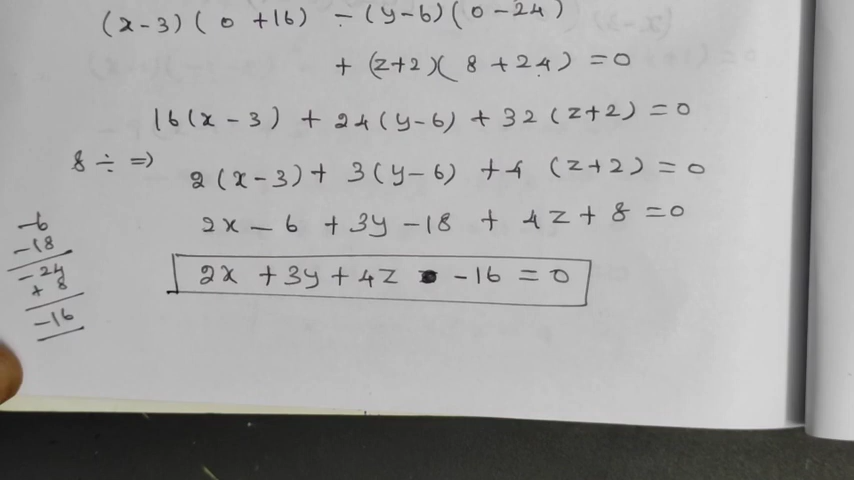 (x-3)( 0 +16) - (y-6)( 0-24)
+ (z+2)( 8 +24) =0
16(x-3) + 24(y-6) + 32(z+2) =0
8 ÷ ⇒ 2(x-3)+ 3(y-6) +4 (z+2) =0
2x - 6 +3y -18 + 4z + 8 =0
2x +3y +4z -16 = 0
-6
-18
-24
+ 8
-16